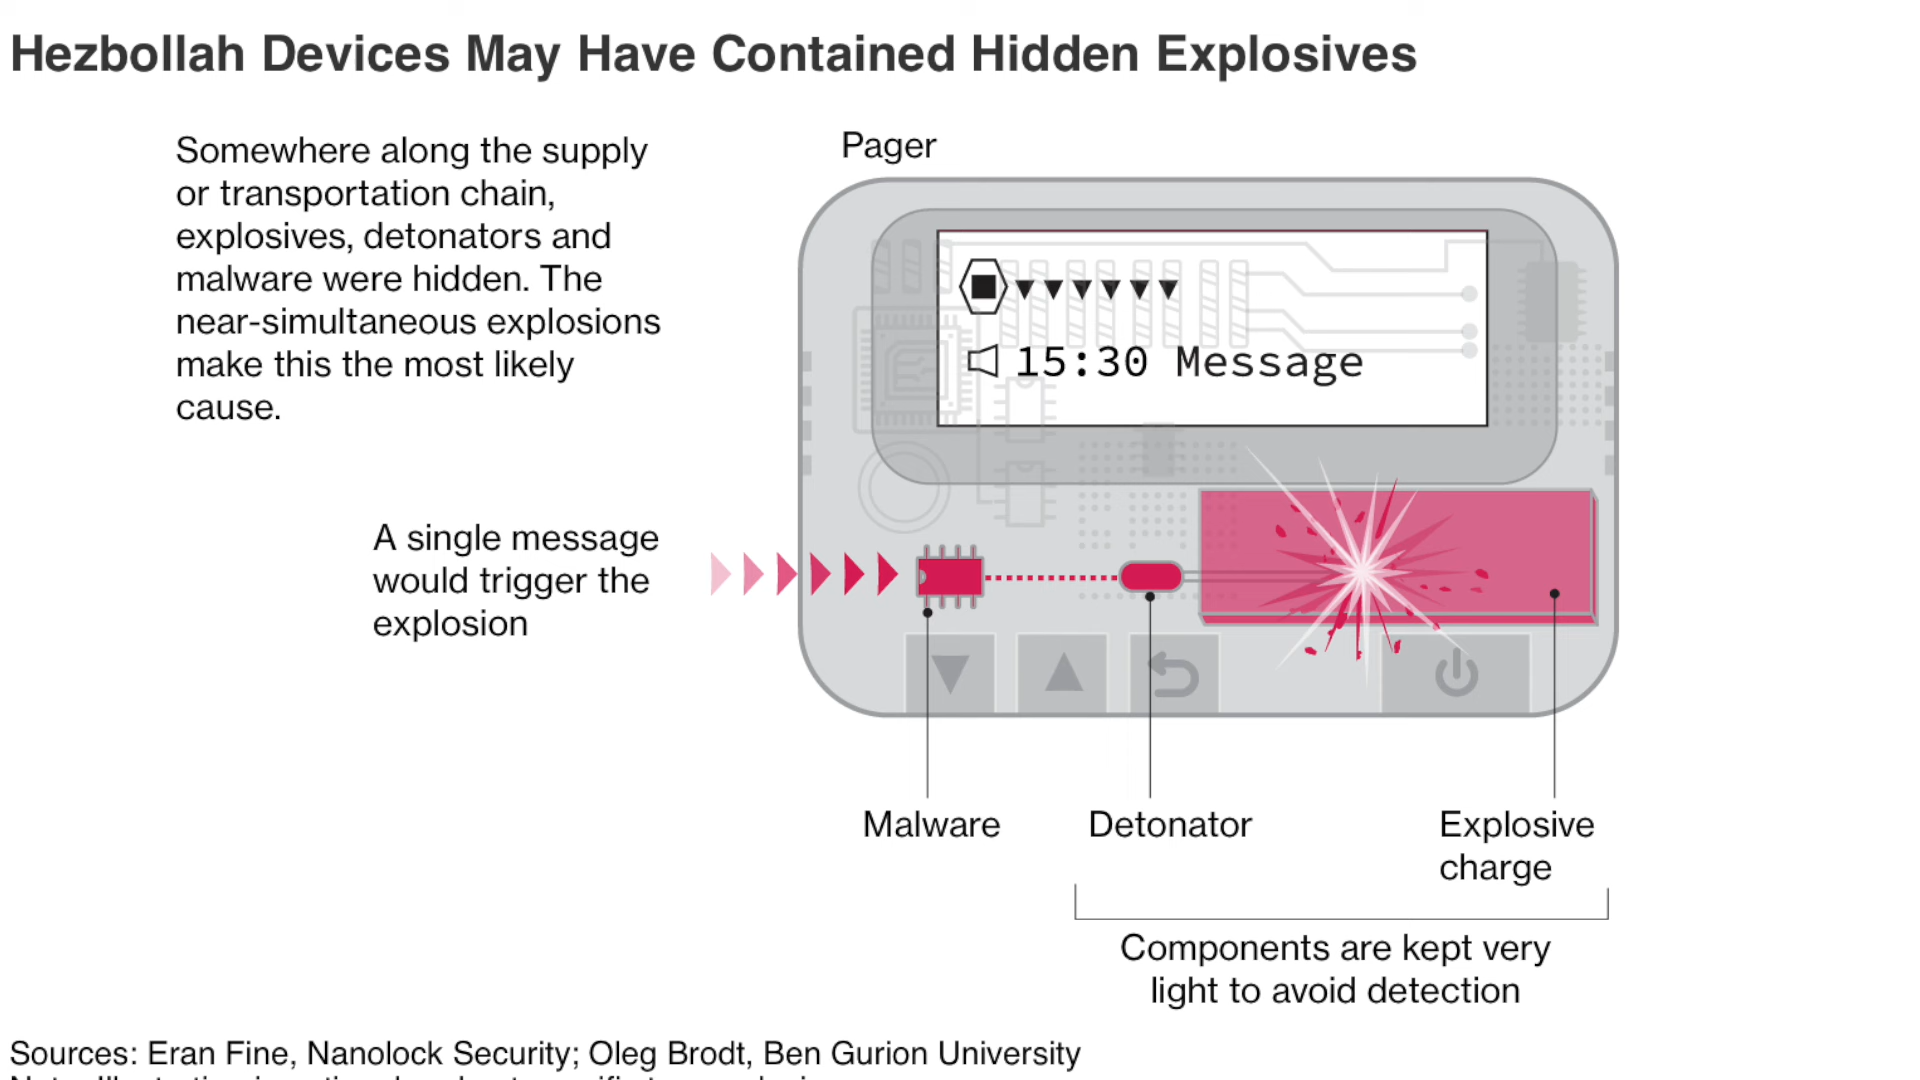 Hezbollah Devices May Have Contained Hidden Explosives
Somewhere along the supply
or transportation chain,
explosives, detonators and
malware were hidden. The
near-simultaneous explosions
make this the most likely
cause.
A single message
would trigger the
explosion
Pager
15:30 Message
Malware
Detonator
Explosive
charge
Components are kept very
light to avoid detection
Sources: Eran Fine, Nanolock Security; Oleg Brodt, Ben Gurion University